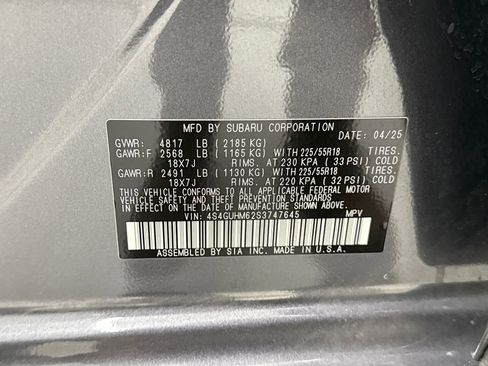 MFD BY SUBARU CORPORATION
DATE: 04/25
GVWR: 4817 LB (2185 KG)
GAWR:F 2568 LB (1165 KG) WITH 225/55R18 TIRES.
18X7J RIMS. AT 230 KPA (33 PSI) COLD
GAWR:R 2491 LB (1130 KG) WITH 225/55R18 TIRES.
18X7J RIMS. AT 220 KPA (32 PSI) COLD
THIS VEHICLE CONFORMS TO ALL APPLICABLE FEDERAL MOTOR
VEHICLE SAFETY AND THEFT PREVENTION STANDARDS IN
EFFECT ON THE DATE OF MANUFACTURE SHOWN ABOVE.
VIN: 4S4GUHM62S3747645 MPV
ASSEMBLED BY SIA INC. MADE IN U.S.A.